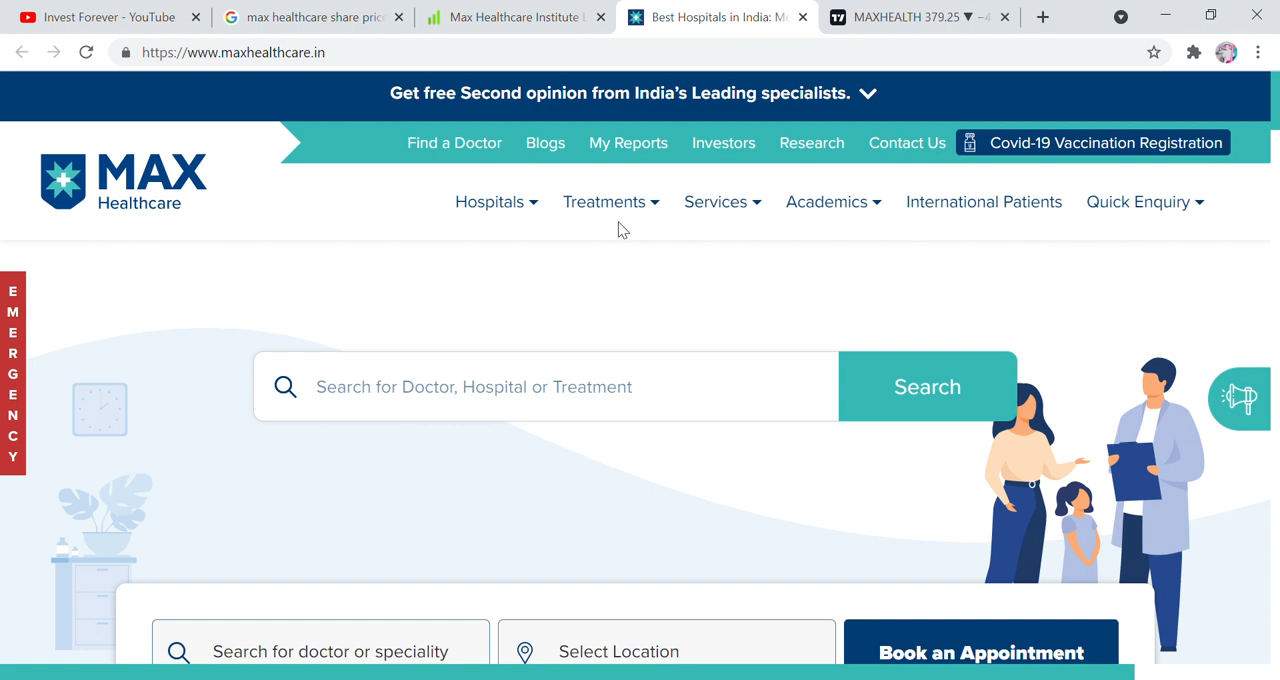 Invest Forever - YouTube
max healthcare share pric
Max Healthcare Institute
Best Hospitals in India: M
MAXHEALTH 379.25 ▼ −4
https://www.maxhealthcare.in
Get free Second opinion from India's Leading specialists.
Find a Doctor Blogs My Reports Investors Research Contact Us Covid-19 Vaccination Registration
MAX
Healthcare
Hospitals Treatments Services Academics International Patients Quick Enquiry
EMERGENCY
Search for Doctor, Hospital or Treatment
Search
Search for doctor or speciality
Select Location
Book an Appointment